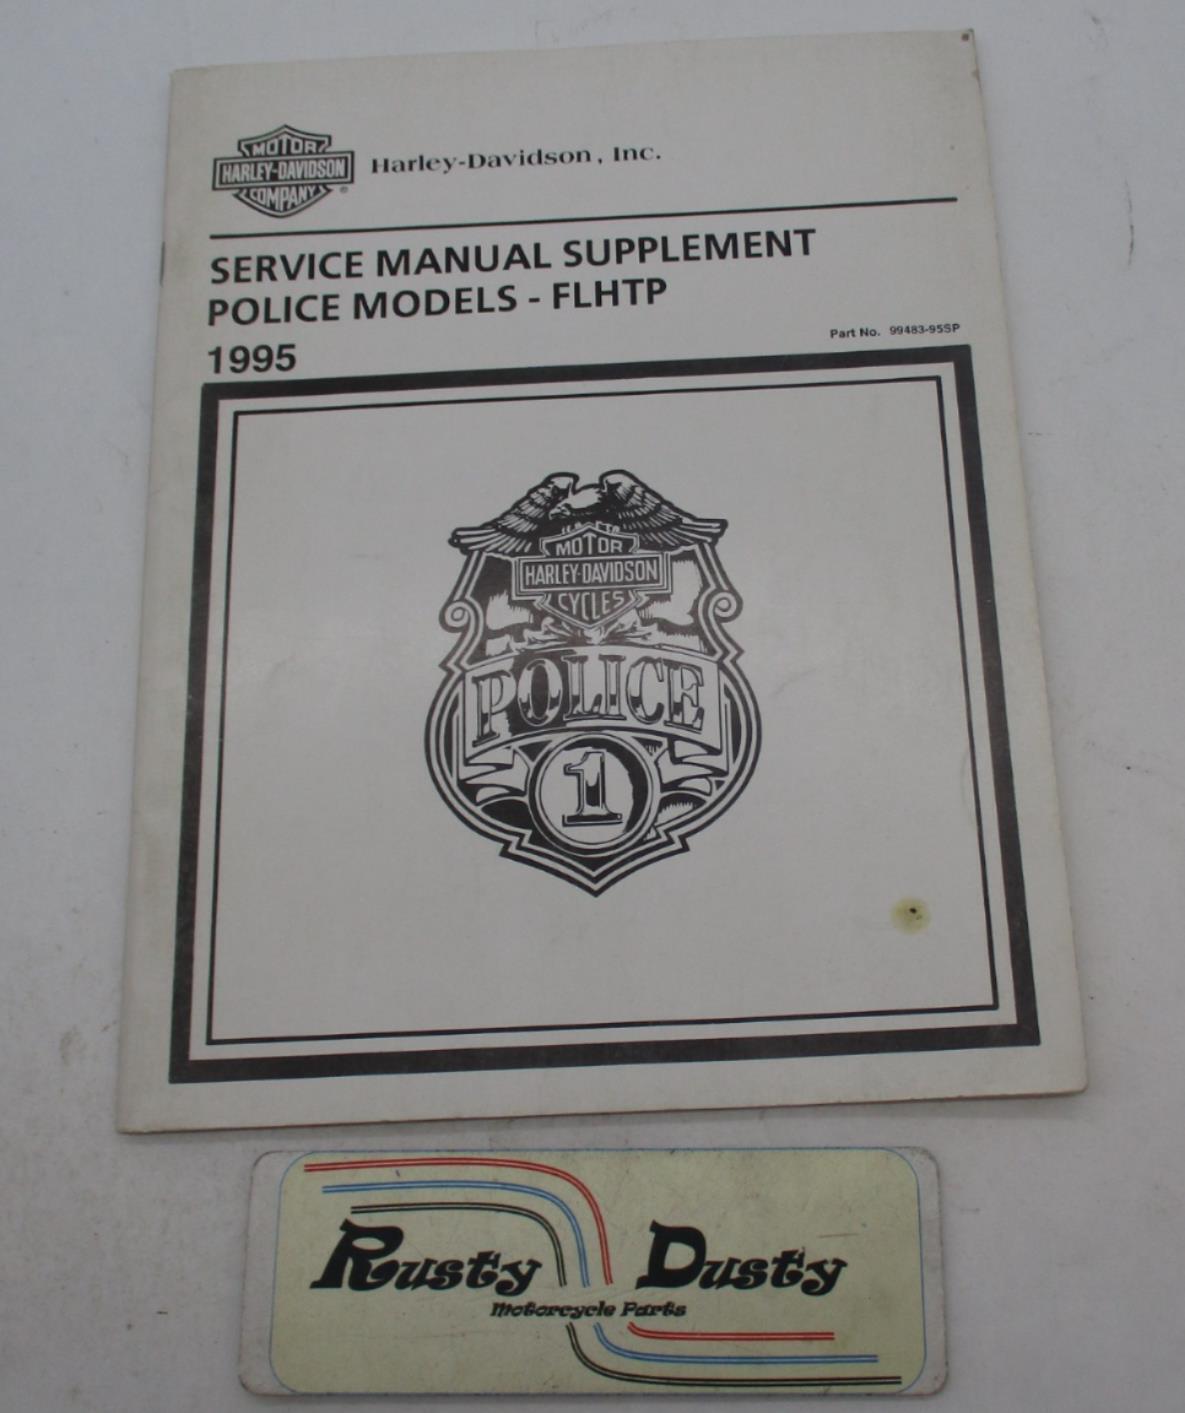 MOTOR
HARLEY-DAVIDSON
COMPANY
®
Harley-Davidson, Inc.
SERVICE MANUAL SUPPLEMENT
POLICE MODELS - FLHTP
1995
Part No. 99483-95SP
MOTOR
HARLEY-DAVIDSON
CYCLES
POLICE
1
Rusty Dusty
Motorcycle Parts